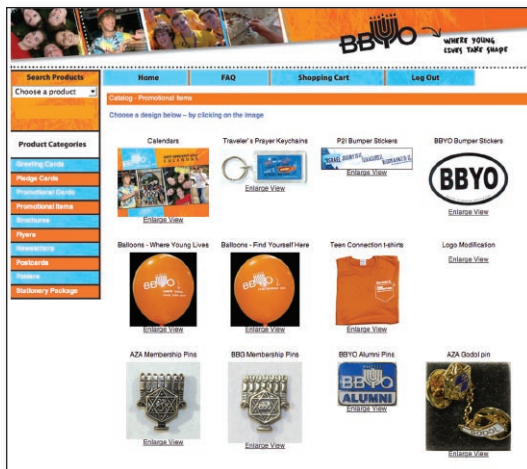 BBYO
WHERE YOUNG
LIVES TAKE SHAPE
Search Products
Home FAQ Shopping Cart Log Out
Choose a product
Catalog - Promotional Items
Choose a design below – by clicking on the image
Product Categories
Greeting Cards
Pledge Cards
Promotional Cards
Promotional Items
Brochures
Flyers
Newsletters
Postcards
Posters
Stationery Package
Calendars
Enlarge View
Traveler's Prayer Keychains
Enlarge View
P2I Bumper Stickers
ISRAEL
Enlarge View
BBYO Bumper Stickers
BBYO
Enlarge View
Balloons - Where Young Lives
BBYO
Enlarge View
Balloons - Find Yourself Here
BBYO
Enlarge View
Teen Connection t-shirts
Enlarge View
Logo Modification
Enlarge View
AZA Membership Pins
Enlarge View
BBG Membership Pins
Enlarge View
BBYO Alumni Pins
BBYO
ALUMNI
Enlarge View
AZA Godol pin
GODOL
Enlarge View